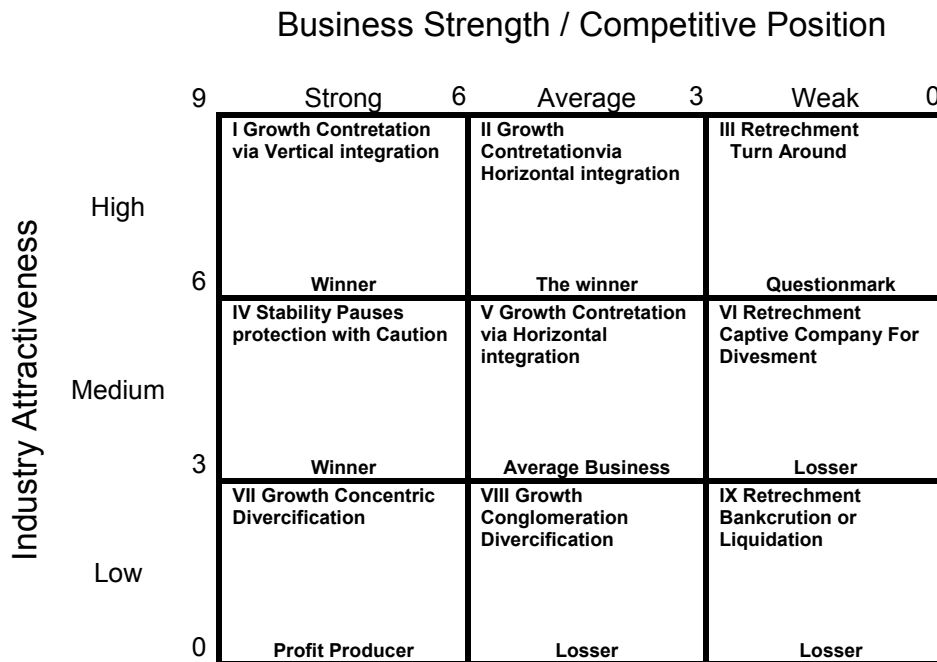 Business Strength / Competitive Position
9 Strong 6 Average 3 Weak 0
Industry Attractiveness
High
I Growth Contretation
via Vertical integration
Winner
II Growth
Contretationvia
Horizontal integration
The winner
III Retrechment
Turn Around
Questionmark
6
Medium
IV Stability Pauses
protection with Caution
Winner
V Growth Contretation
via Horizontal
integration
Average Business
VI Retrechment
Captive Company For
Divesment
Losser
3
Low
VII Growth Concentric
Divercification
Profit Producer
VIII Growth
Conglomeration
Divercification
Losser
IX Retrechment
Bankcrution or
Liquidation
Losser
0